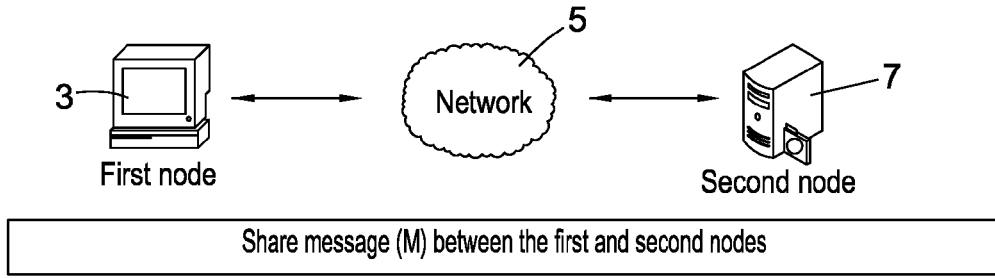 5
3
Network
7
First node
Second node
Share message (M) between the first and second nodes